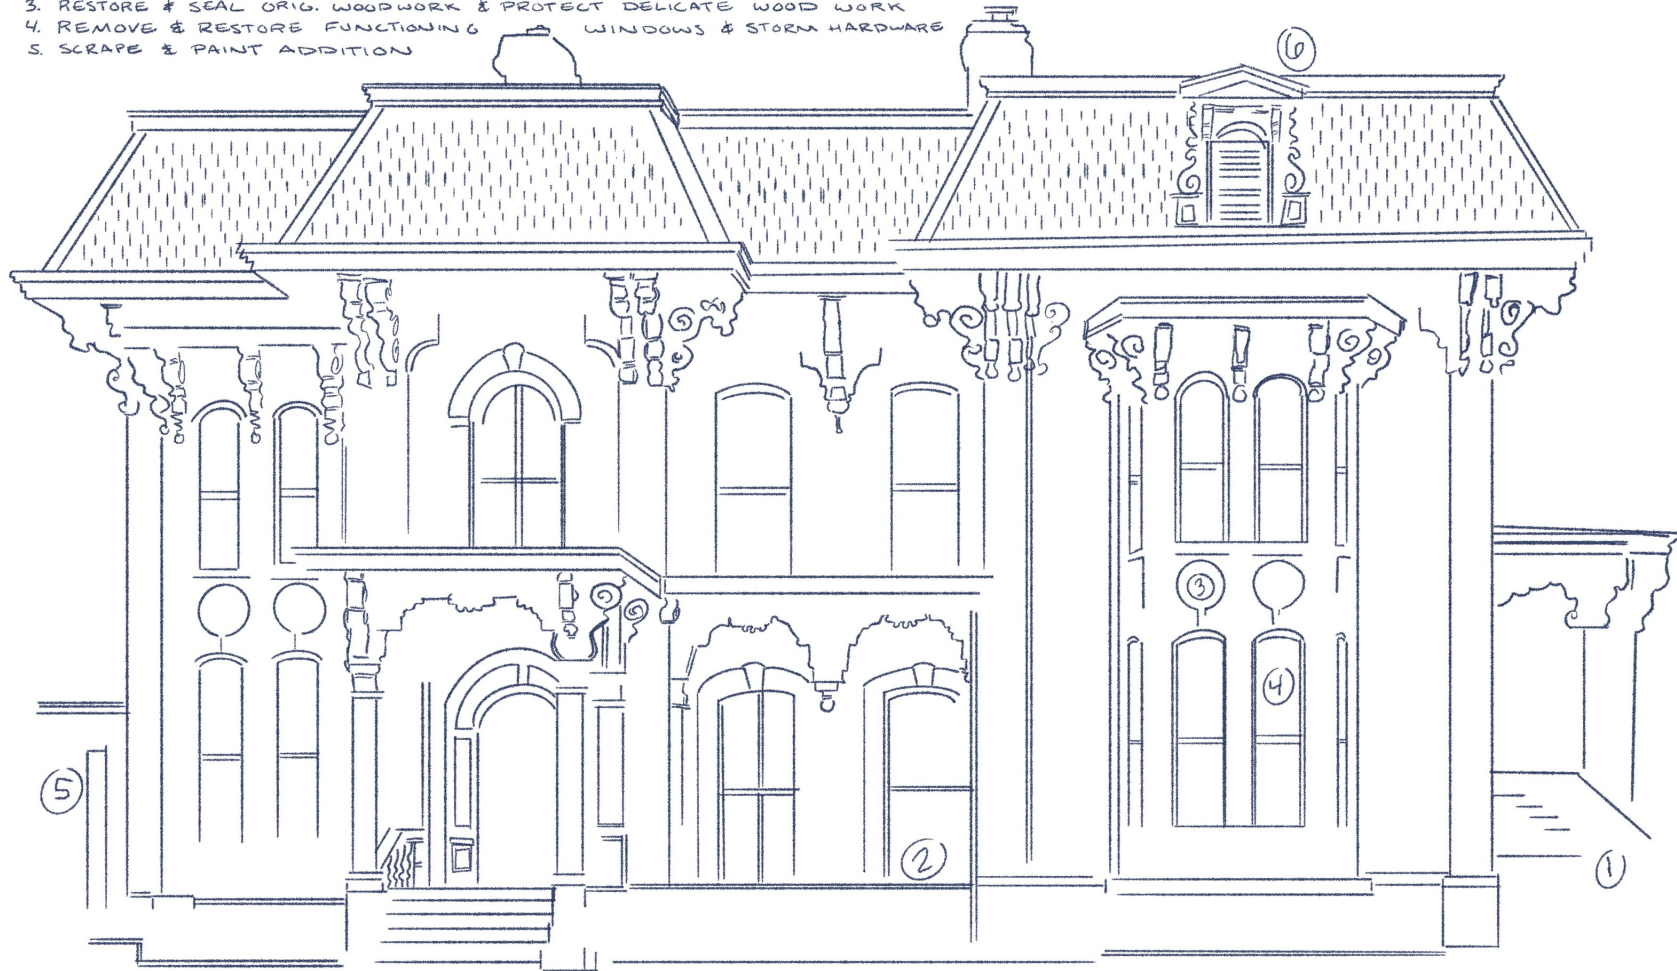 3. RESTORE & SEAL ORIG. WOODWORK & PROTECT DELICATE WOOD WORK
4. REMOVE & RESTORE FUNCTIONING WINDOWS & STORM HARDWARE
5. SCRAPE & PAINT ADDITION
6
3
4
5
2
1